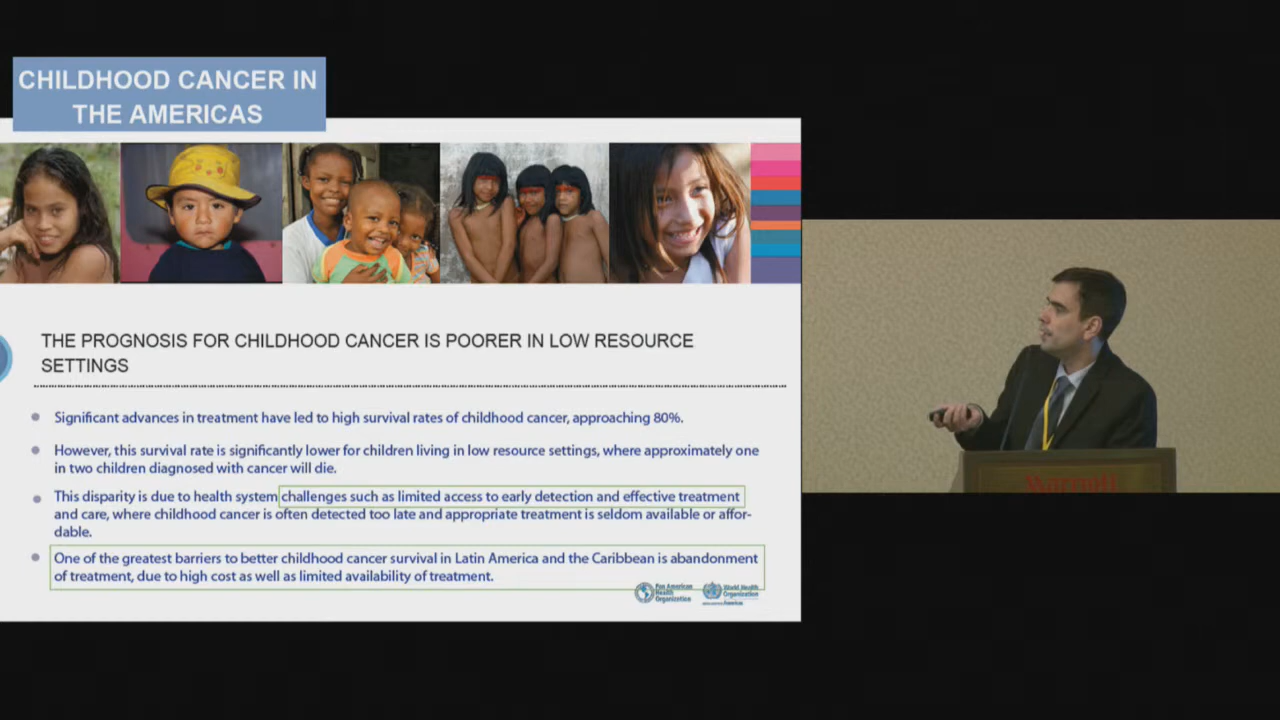 CHILDHOOD CANCER IN
THE AMERICAS
THE PROGNOSIS FOR CHILDHOOD CANCER IS POORER IN LOW RESOURCE
SETTINGS
Significant advances in treatment have led to high survival rates of childhood cancer, approaching 80%.
However, this survival rate is significantly lower for children living in low resource settings, where approximately one
in two children diagnosed with cancer will die.
This disparity is due to health system challenges such as limited access to early detection and effective treatment
and care, where childhood cancer is often detected too late and appropriate treatment is seldom available or affor-
dable.
One of the greatest barriers to better childhood cancer survival in Latin America and the Caribbean is abandonment
of treatment, due to high cost as well as limited availability of treatment.
Pan American
Health
Organization
World Health
Organization
Americas
Marriott